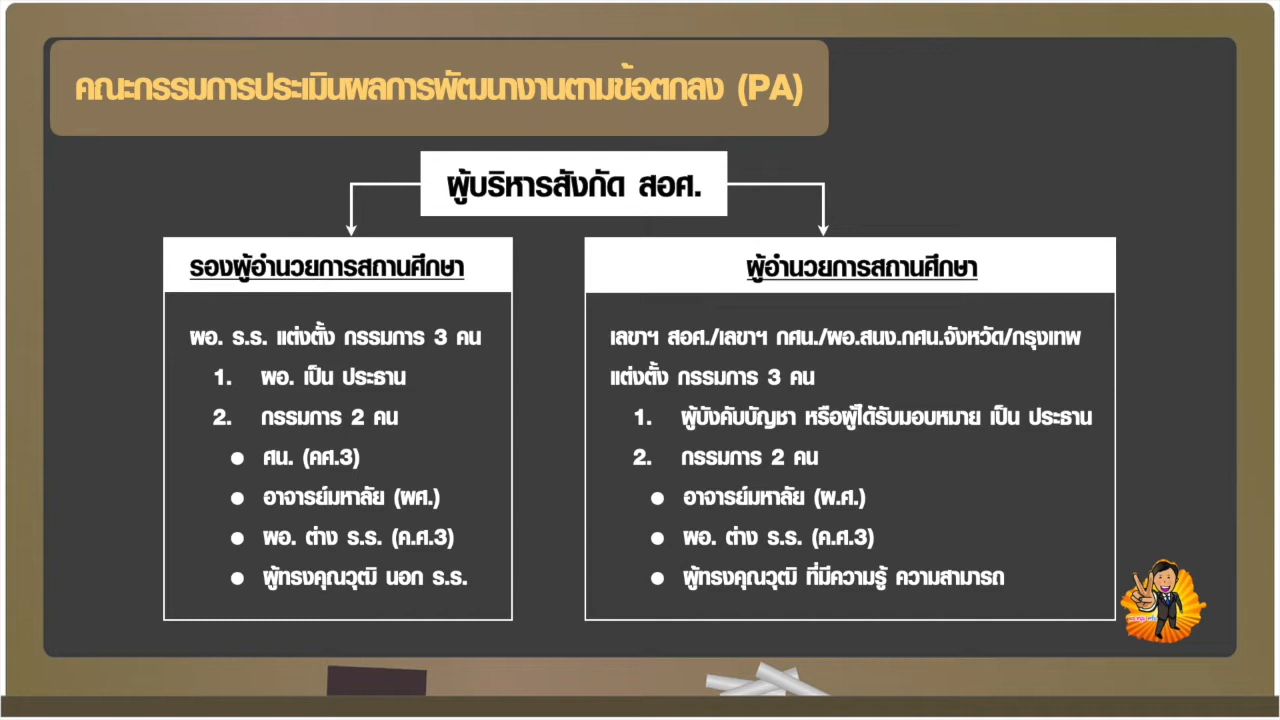 คณะกรรมการประเมินผลการพัฒนางานตามข้อตกลง (PA)
ผู้บริหารสังกัด สอศ.
รองผู้อำนวยการสถานศึกษา
ผอ. ร.ร. แต่งตั้ง กรรมการ 3 คน
1. ผอ. เป็น ประธาน
2. กรรมการ 2 คน
● ศน. (คศ.3)
● อาจารย์มหาลัย (ผศ.)
● ผอ. ต่าง ร.ร. (ค.ศ.3)
● ผู้ทรงคุณวุฒิ นอก ร.ร.
ผู้อำนวยการสถานศึกษา
เลขาฯ สอศ./เลขาฯ กศน./ผอ.สนง.กศน.จังหวัด/กรุงเทพ
แต่งตั้ง กรรมการ 3 คน
1. ผู้บังคับบัญชา หรือผู้ได้รับมอบหมาย เป็น ประธาน
2. กรรมการ 2 คน
● อาจารย์มหาลัย (ผ.ศ.)
● ผอ. ต่าง ร.ร. (ค.ศ.3)
● ผู้ทรงคุณวุฒิ ที่มีความรู้ ความสามารถ